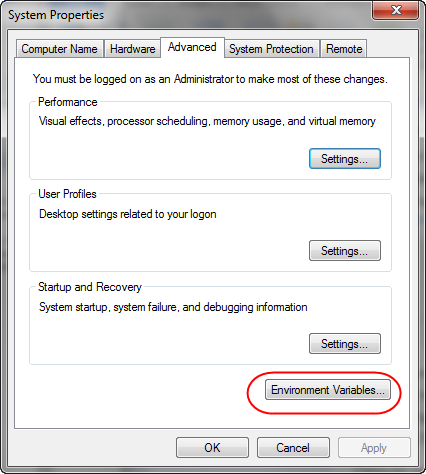 System Properties
Computer Name Hardware Advanced System Protection Remote
You must be logged on as an Administrator to make most of these changes.
Performance
Visual effects, processor scheduling, memory usage, and virtual memory
Settings...
User Profiles
Desktop settings related to your logon
Settings...
Startup and Recovery
System startup, system failure, and debugging information
Settings...
Environment Variables...
OK Cancel Apply